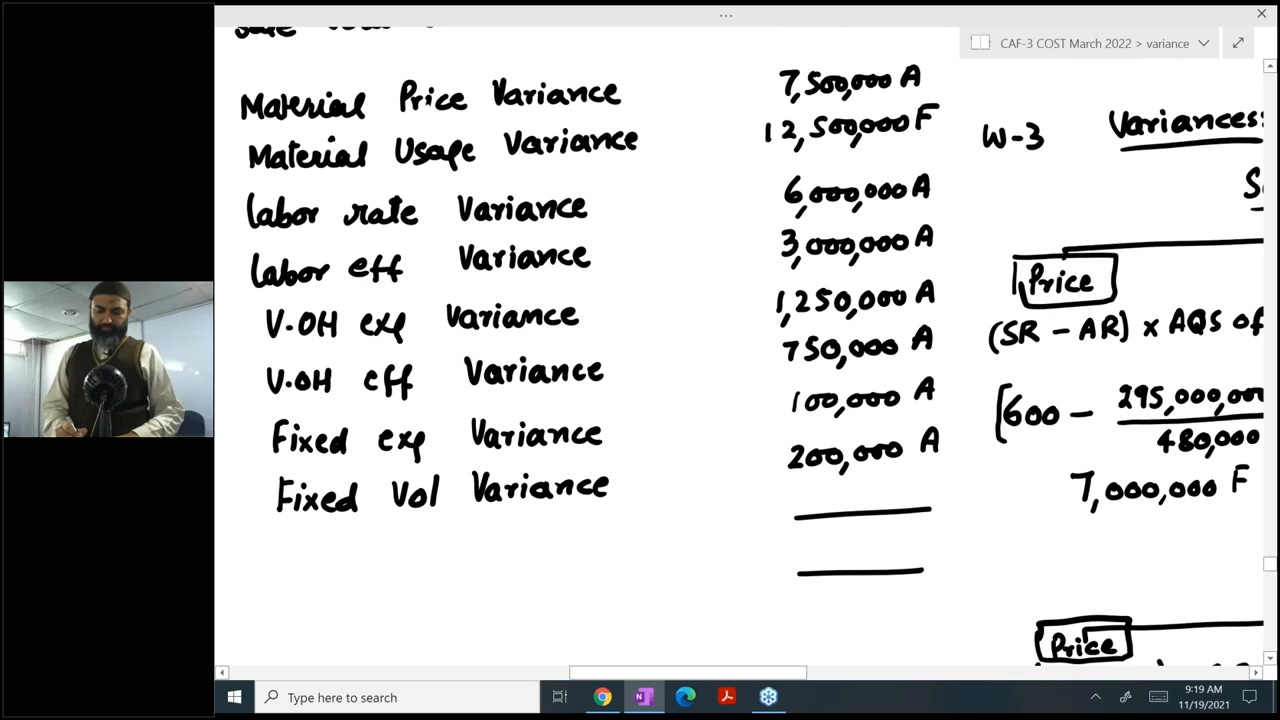 CAF-3 COST March 2022 > variance
Material Price Variance 7,500,000 A
Material Usage Variance 12,500,000 F
Labor rate Variance 6,000,000 A
Labor eff Variance 3,000,000 A
V.OH exp Variance 1,250,000 A
V.OH eff Variance 750,000 A
Fixed exp Variance 100,000 A
Fixed Vol Variance 200,000 A
W-3 Variances:
Price
(SR - AR) x AQS of
[600 - 295,000,000
480,000
7,000,000 F
Price
Type here to search
9:19 AM
11/19/2021